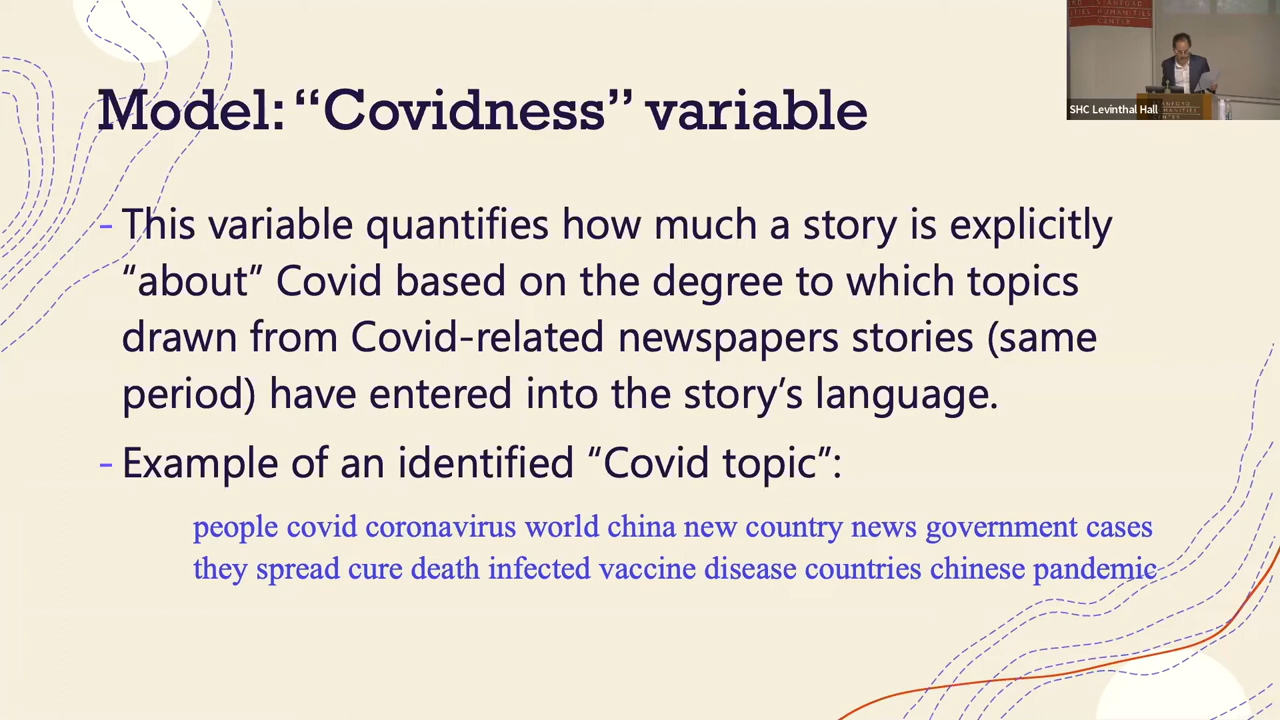 STANFORD
HUMANITIES
CENTER
SHC Levinthal Hall
Model: “Covidness” variable
- This variable quantifies how much a story is explicitly
“about” Covid based on the degree to which topics
drawn from Covid-related newspapers stories (same
period) have entered into the story’s language.
- Example of an identified “Covid topic”:
people covid coronavirus world china new country news government cases
they spread cure death infected vaccine disease countries chinese pandemic